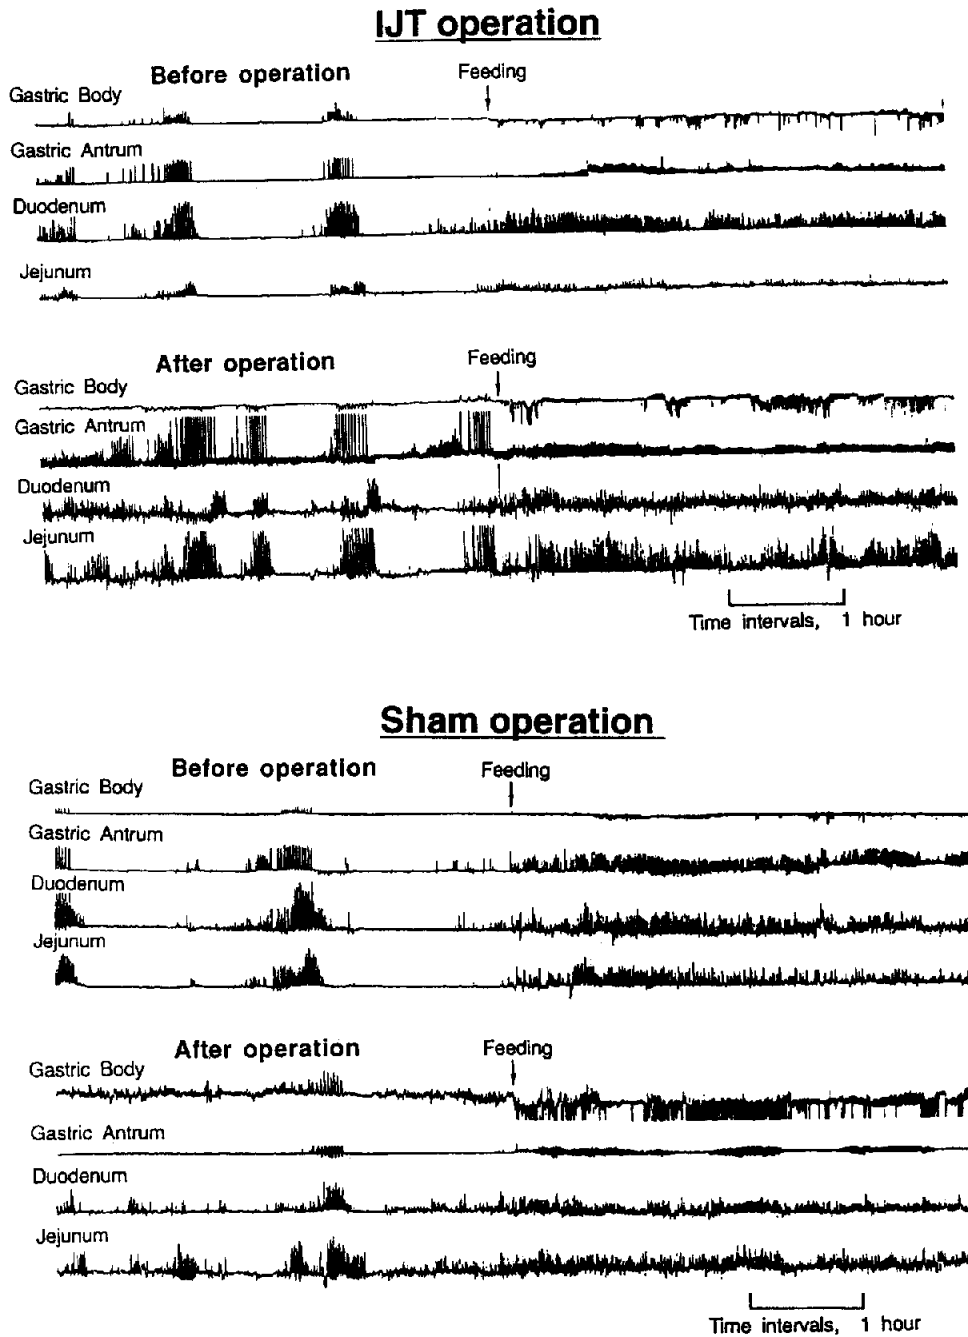 IJT operation
Before operation
Feeding
Gastric Body
Gastric Antrum
Duodenum
Jejunum
After operation
Feeding
Gastric Body
Gastric Antrum
Duodenum
Jejunum
Time intervals, 1 hour
Sham operation
Before operation
Feeding
Gastric Body
Gastric Antrum
Duodenum
Jejunum
After operation
Feeding
Gastric Body
Gastric Antrum
Duodenum
Jejunum
Time intervals, 1 hour